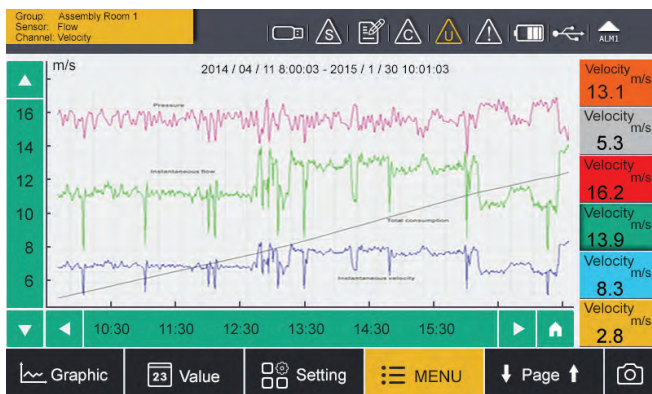 Group: Assembly Room 1
Sensor: Flow
Channel: Velocity
S
C
U
ALM1
m/s
2014 / 04 / 11 8:00:03 - 2015 / 1 / 30 10:01:03
16
14
12
10
8
6
Pressure
Instantaneous flow
Total consumption
Instantaneous velocity
Velocity
m/s
13.1
Velocity
m/s
5.3
Velocity
m/s
16.2
Velocity
m/s
13.9
Velocity
m/s
8.3
Velocity
m/s
2.8
10:30 11:30 12:30 13:30 14:30 15:30
Graphic 23 Value Setting MENU Page